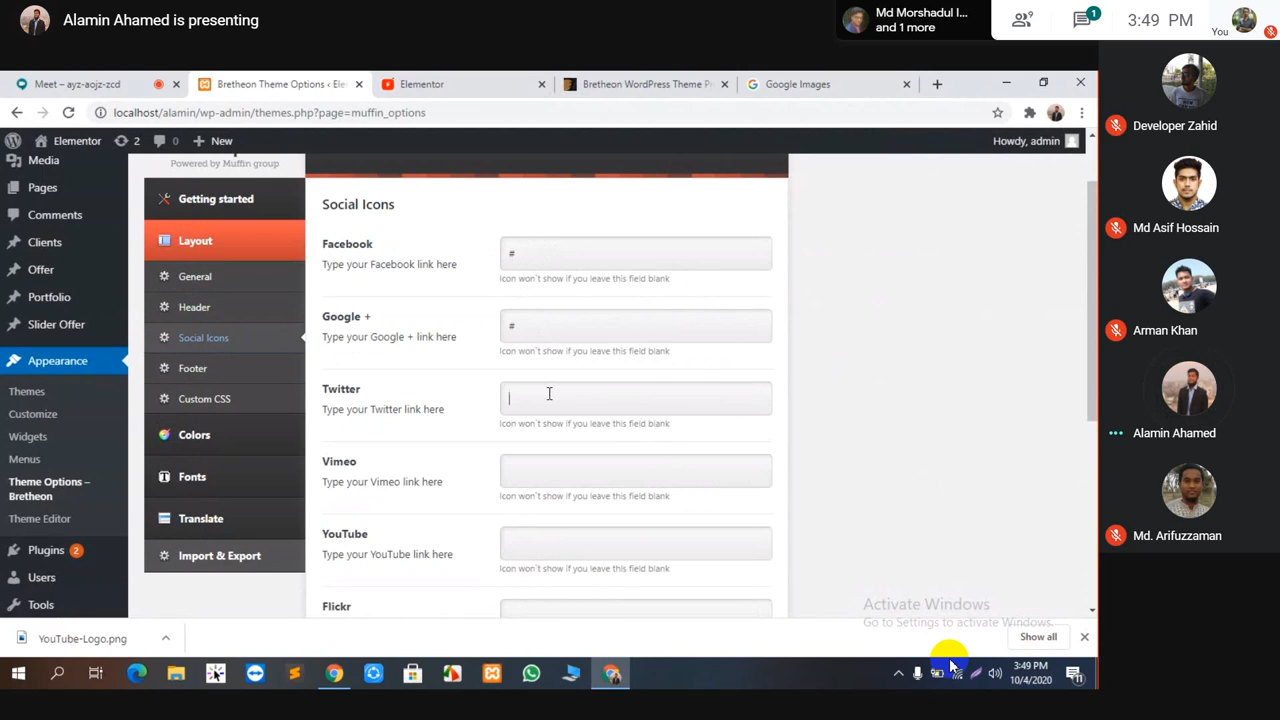 Alamin Ahamed is presenting
Md Morshadul I...
and 1 more
9
1
3:49 PM
You
Meet – ayz-aojz-zcd
Bretheon Theme Options ‹ Ele
Elementor
Bretheon WordPress Theme P
Google Images
localhost/alamin/wp-admin/themes.php?page=muffin_options
Elementor
2
0
New
Howdy, admin
Media
Pages
Comments
Clients
Offer
Portfolio
Slider Offer
Appearance
Themes
Customize
Widgets
Menus
Theme Options –
Bretheon
Theme Editor
Plugins 2
Users
Tools
Powered by Muffin group
Getting started
Layout
General
Header
Social Icons
Footer
Custom CSS
Colors
Fonts
Translate
Import & Export
Social Icons
Facebook
Type your Facebook link here
#
Icon won`t show if you leave this field blank
Google +
Type your Google + link here
#
Icon won`t show if you leave this field blank
Twitter
Type your Twitter link here
Icon won`t show if you leave this field blank
Vimeo
Type your Vimeo link here
Icon won`t show if you leave this field blank
YouTube
Type your YouTube link here
Icon won`t show if you leave this field blank
Flickr
Activate Windows
Go to Settings to activate Windows.
YouTube-Logo.png
Show all
3:49 PM
10/4/2020
11
Developer Zahid
Md Asif Hossain
Arman Khan
Alamin Ahamed
Md. Arifuzzaman